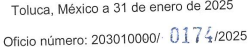 Toluca, México a 31 de enero de 2025
Oficio número: 203010000/ 0174/2025